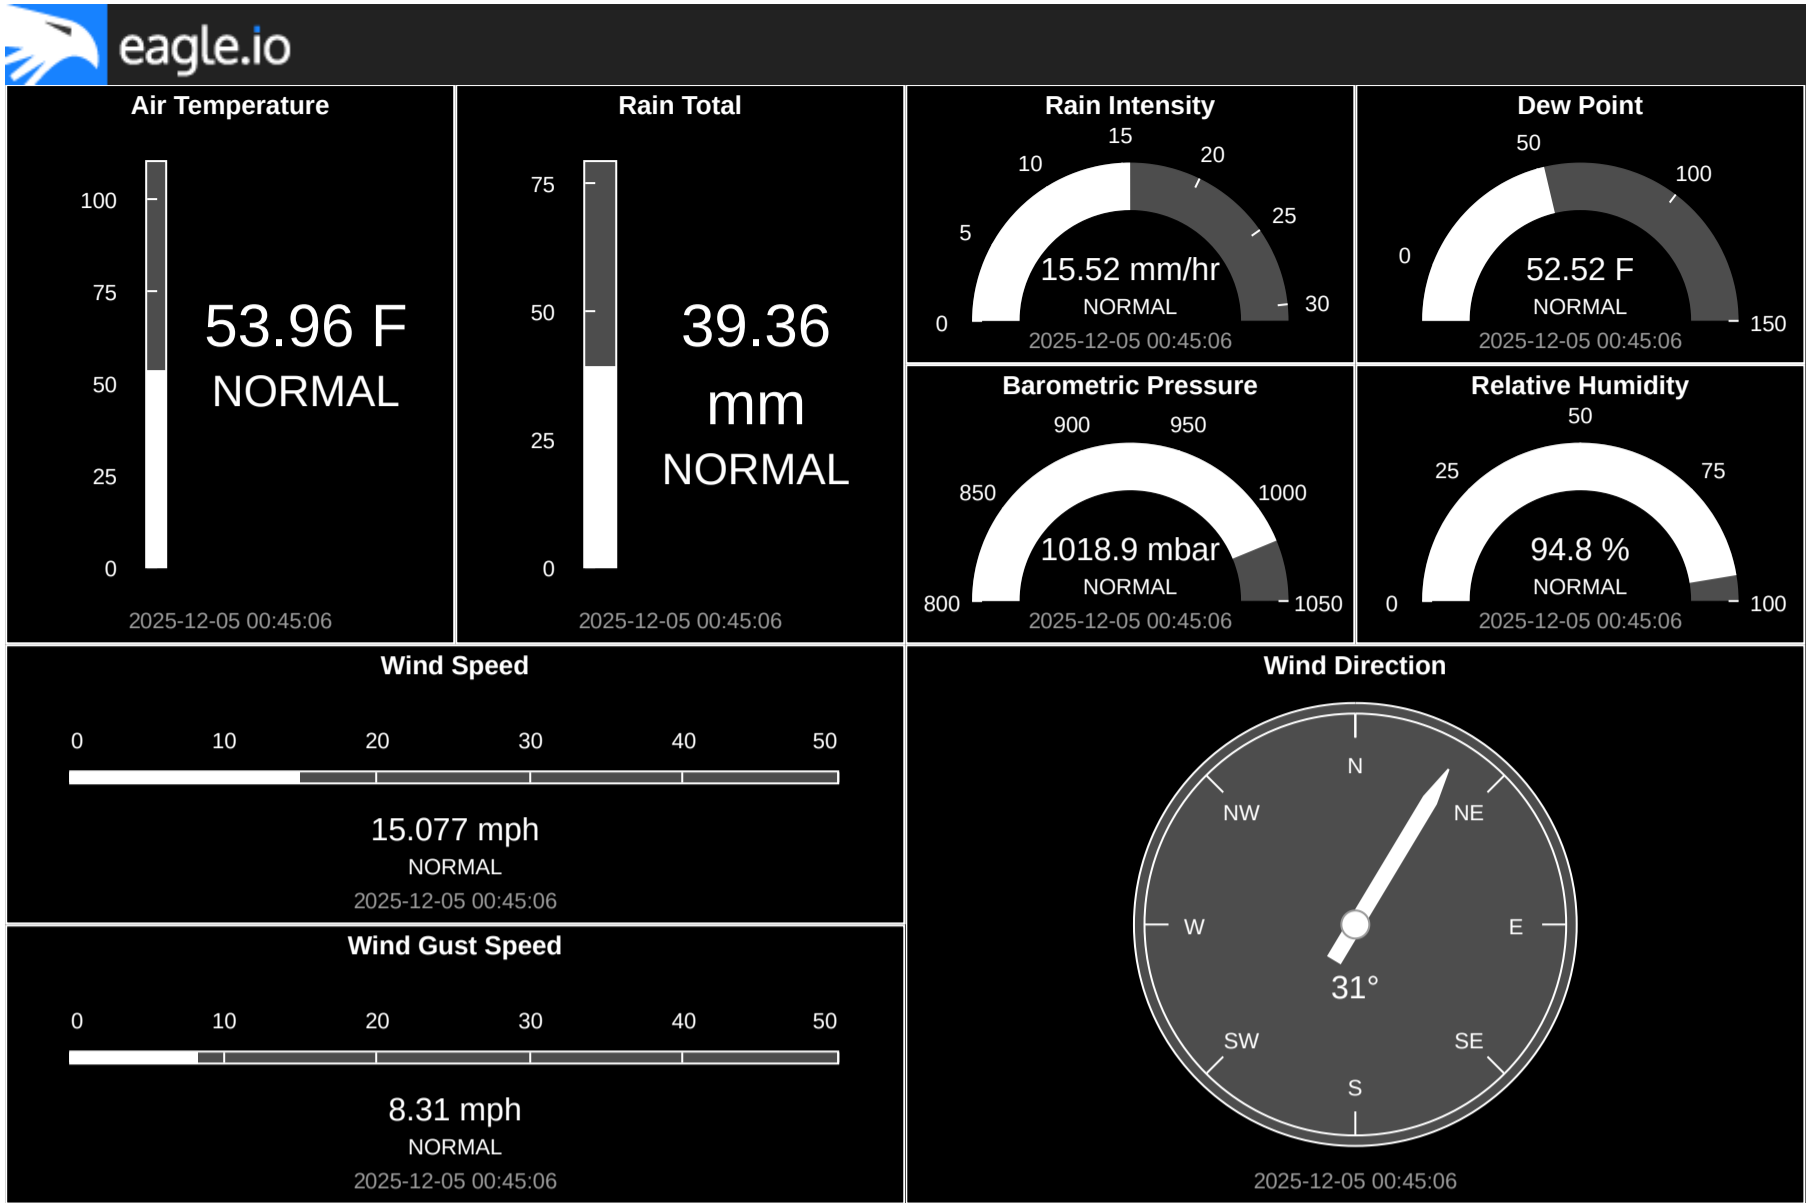 eagle.io
Air Temperature
100
75
50
25
0
53.96 F
NORMAL
2025-12-05 00:45:06
Rain Total
75
50
25
0
39.36
mm
NORMAL
2025-12-05 00:45:06
Rain Intensity
0
5
10
15
20
25
30
15.52 mm/hr
NORMAL
2025-12-05 00:45:06
Dew Point
0
50
100
150
52.52 F
NORMAL
2025-12-05 00:45:06
Barometric Pressure
800
850
900
950
1000
1050
1018.9 mbar
NORMAL
2025-12-05 00:45:06
Relative Humidity
0
25
50
75
100
94.8 %
NORMAL
2025-12-05 00:45:06
Wind Speed
0 10 20 30 40 50
15.077 mph
NORMAL
2025-12-05 00:45:06
Wind Gust Speed
0 10 20 30 40 50
8.31 mph
NORMAL
2025-12-05 00:45:06
Wind Direction
N
NW NE
W E
31°
SW SE
S
2025-12-05 00:45:06